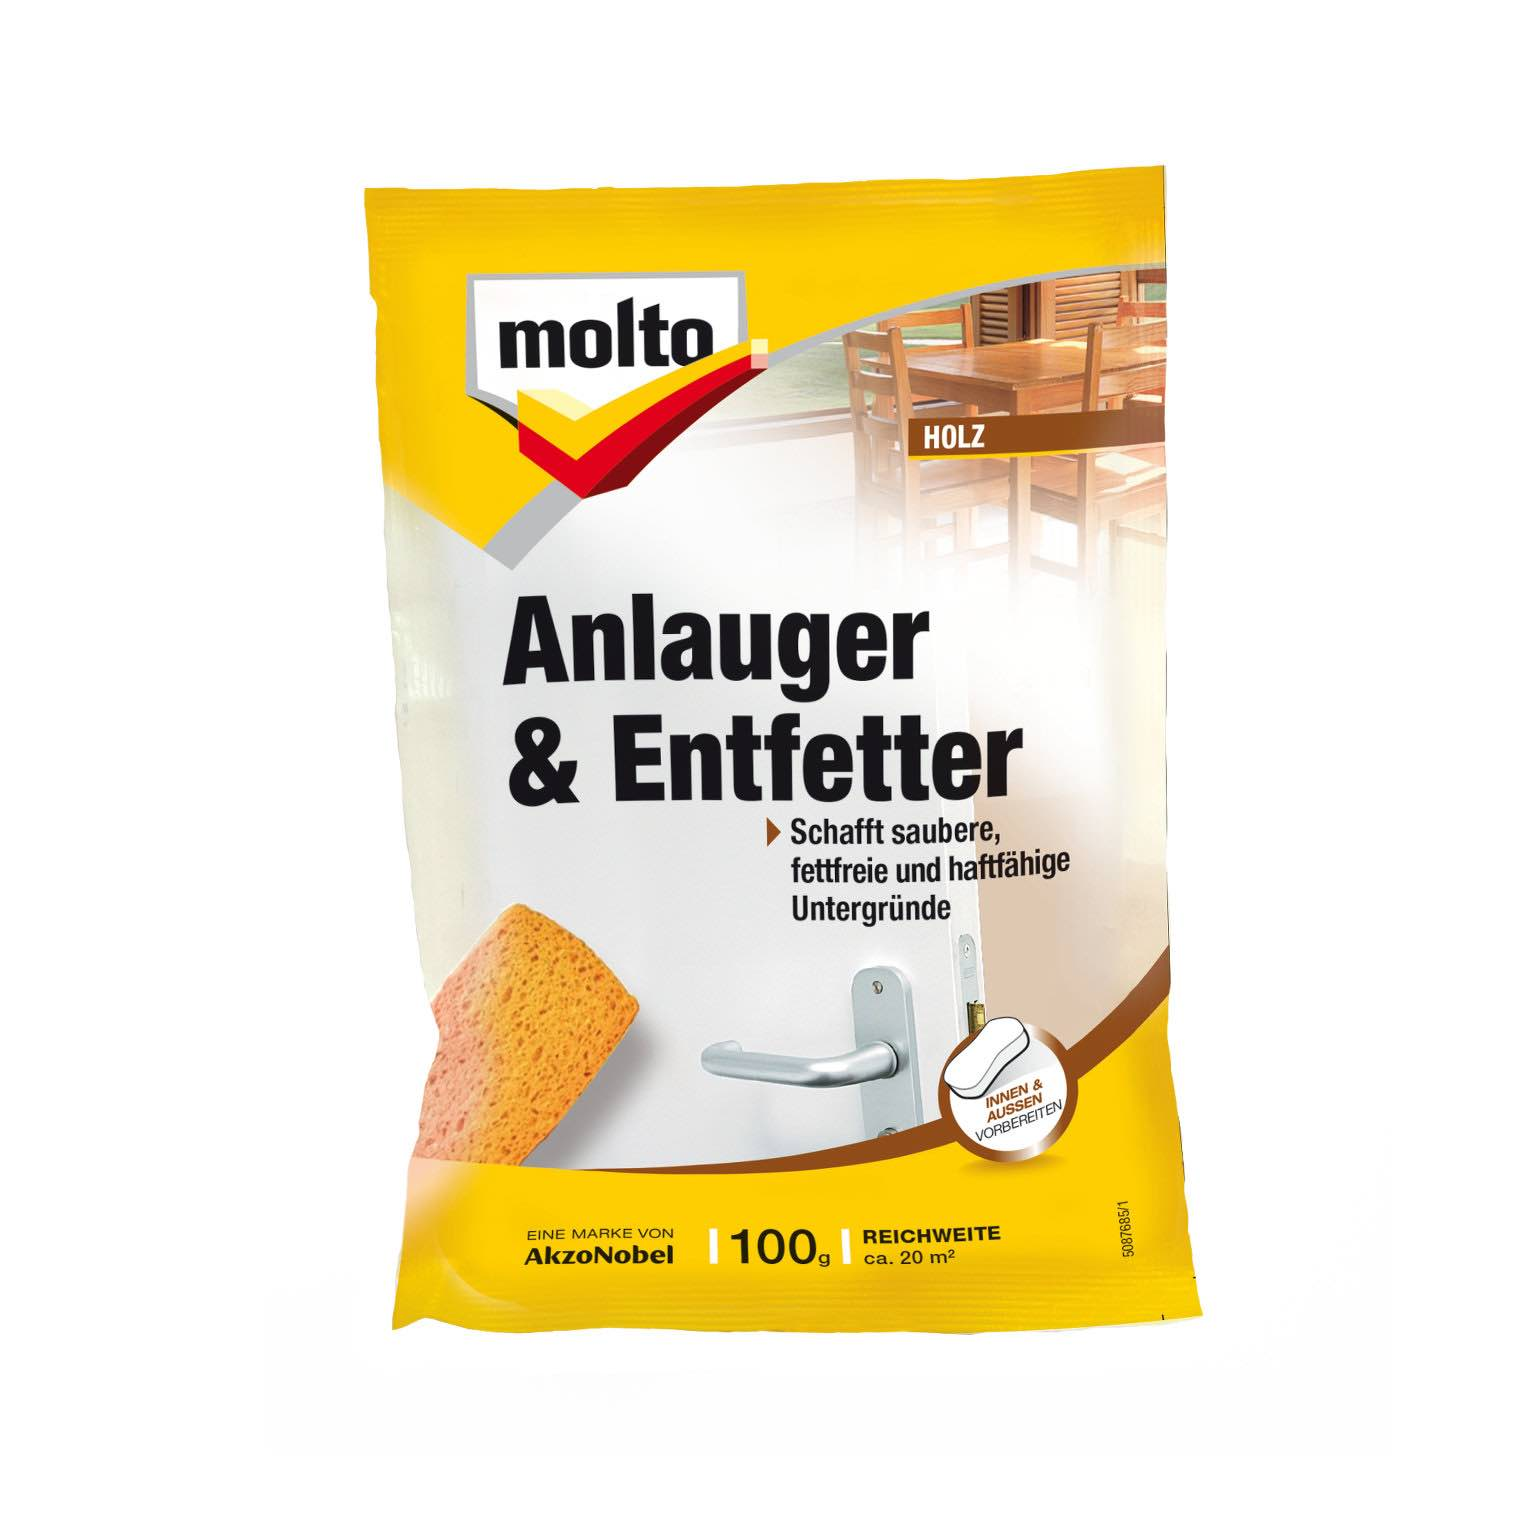 molto
HOLZ
Anlauger
& Entfetter
Schafft saubere,
fettfreie und haftfähige
Untergründe
INNEN &
AUSSEN
VORBEREITEN
EINE MARKE VON
AkzoNobel
100g
REICHWEITE
ca. 20 m²
5087685/1